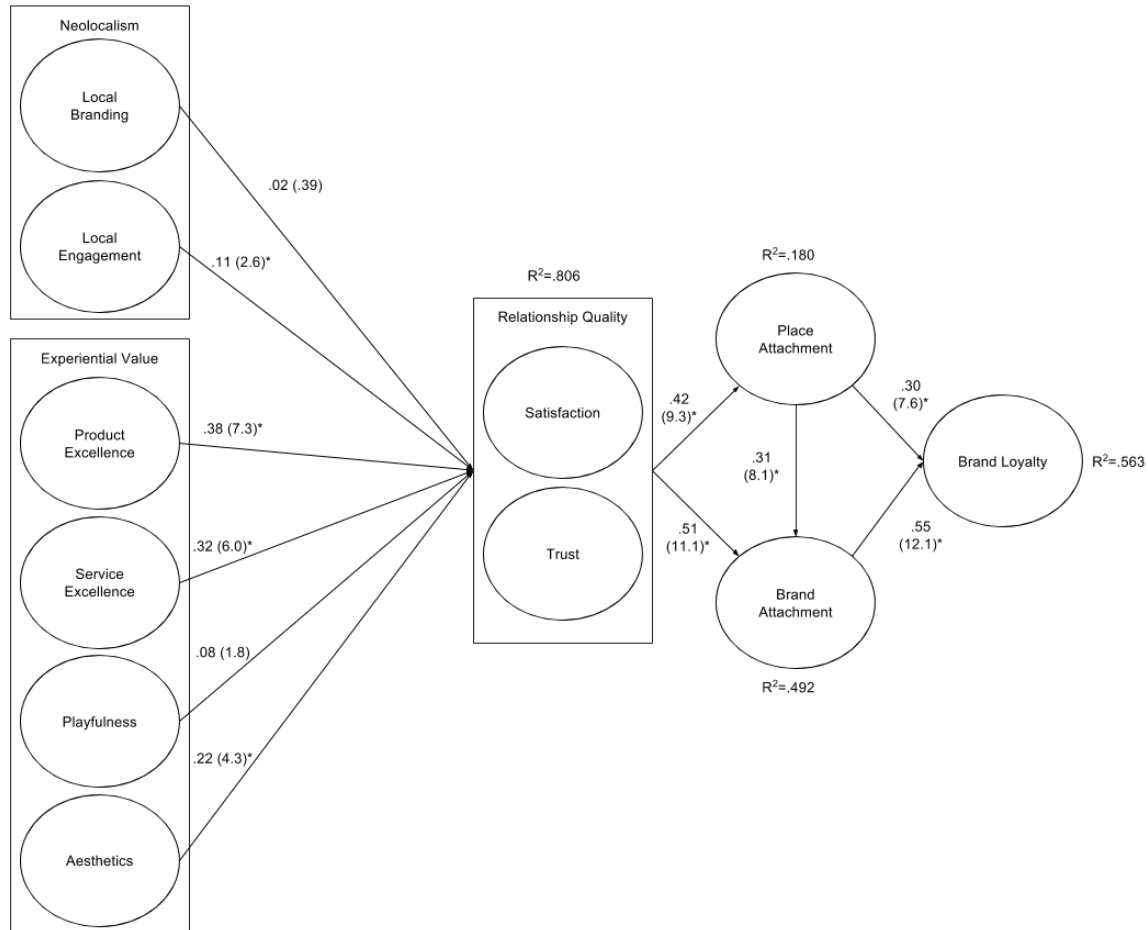 Neolocalism
Local
Branding
Local
Engagement
.02 (.39)
.11 (2.6)*
Experiential Value
Product
Excellence
Service
Excellence
Playfulness
Aesthetics
.38 (7.3)*
.32 (6.0)*
.08 (1.8)
.22 (4.3)*
R²=.806
Relationship Quality
Satisfaction
Trust
.42
(9.3)*
.51
(11.1)*
R²=.180
Place
Attachment
.31
(8.1)*
Brand
Attachment
R²=.492
.30
(7.6)*
.55
(12.1)*
Brand Loyalty
R²=.563